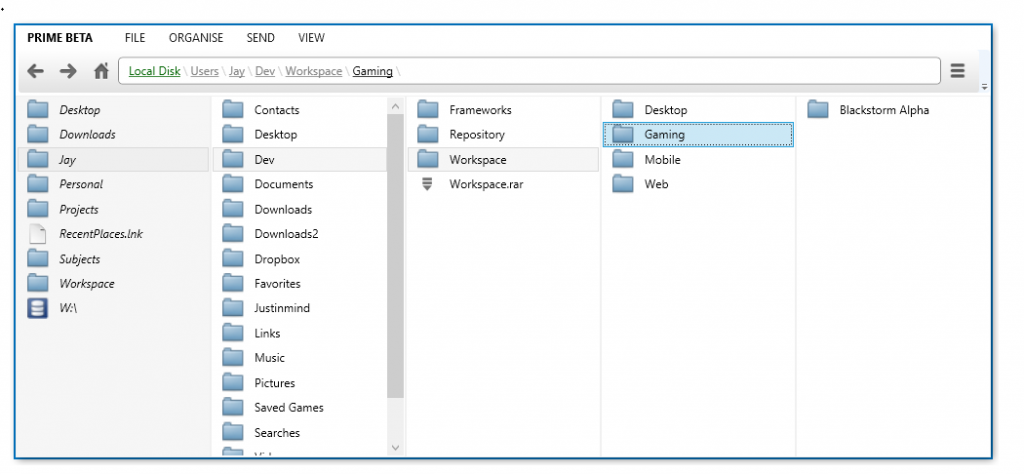 PRIME BETA FILE ORGANISE SEND VIEW
Local Disk \ Users \ Jay \ Dev \ Workspace \ Gaming \
Desktop
Downloads
Jay
Personal
Projects
RecentPlaces.lnk
Subjects
Workspace
W:\
Contacts
Desktop
Dev
Documents
Downloads
Downloads2
Dropbox
Favorites
Justinmind
Links
Music
Pictures
Saved Games
Searches
Frameworks
Repository
Workspace
Workspace.rar
Desktop
Gaming
Mobile
Web
Blackstorm Alpha